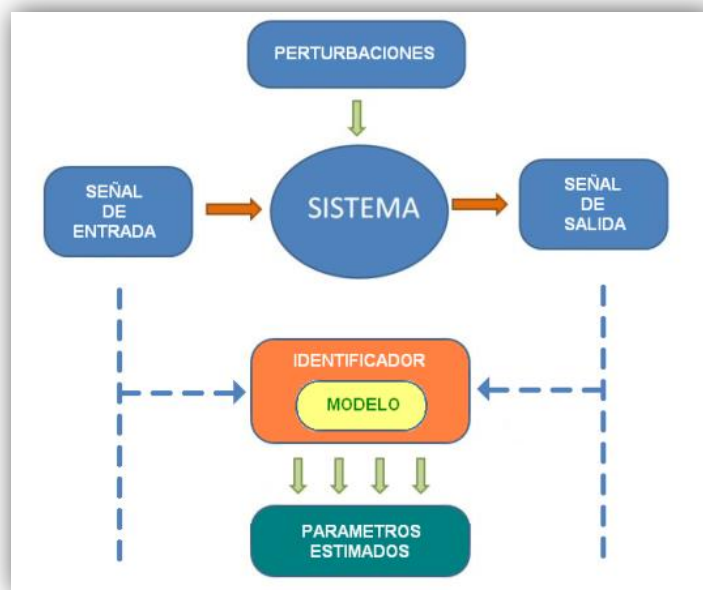 PERTURBACIONES
SEÑAL
DE
ENTRADA
SISTEMA
SEÑAL
DE
SALIDA
IDENTIFICADOR
MODELO
PARAMETROS
ESTIMADOS